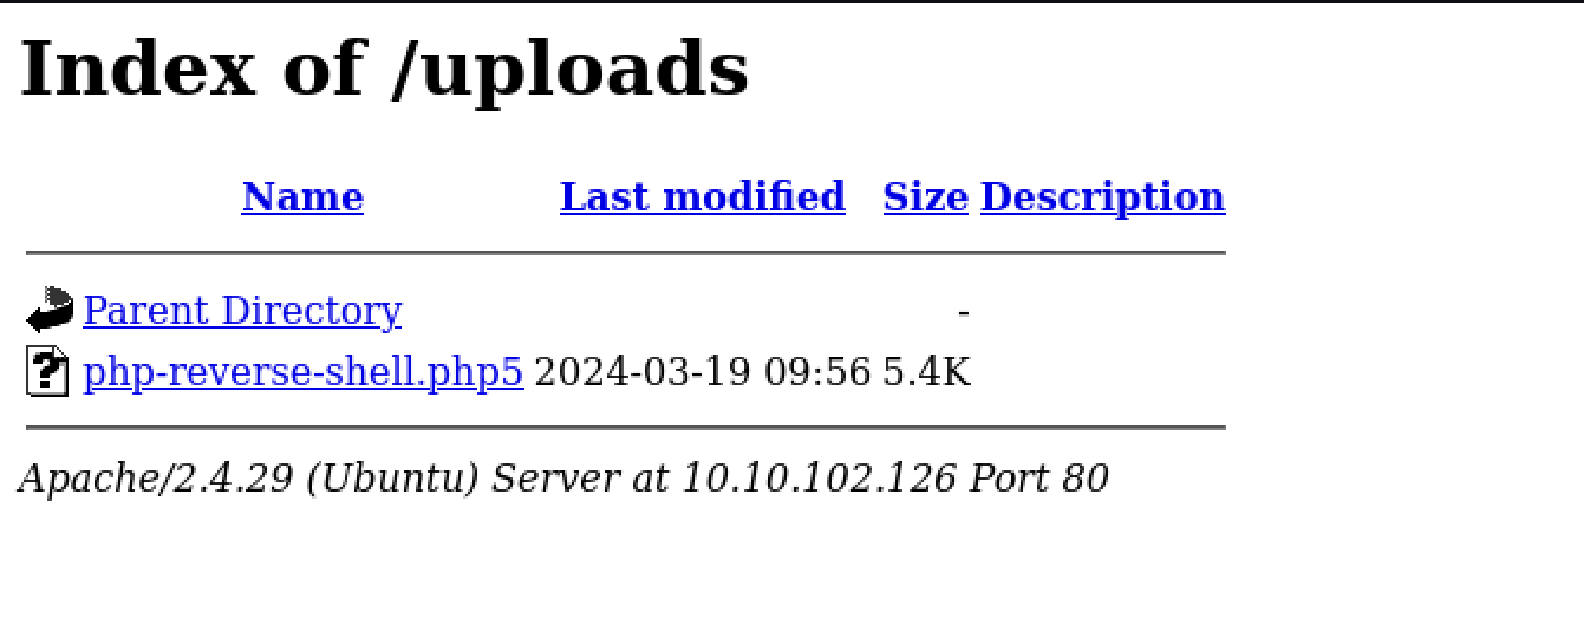 Index of /uploads
Name Last modified Size Description
Parent Directory -
php-reverse-shell.php5 2024-03-19 09:56 5.4K
Apache/2.4.29 (Ubuntu) Server at 10.10.102.126 Port 80